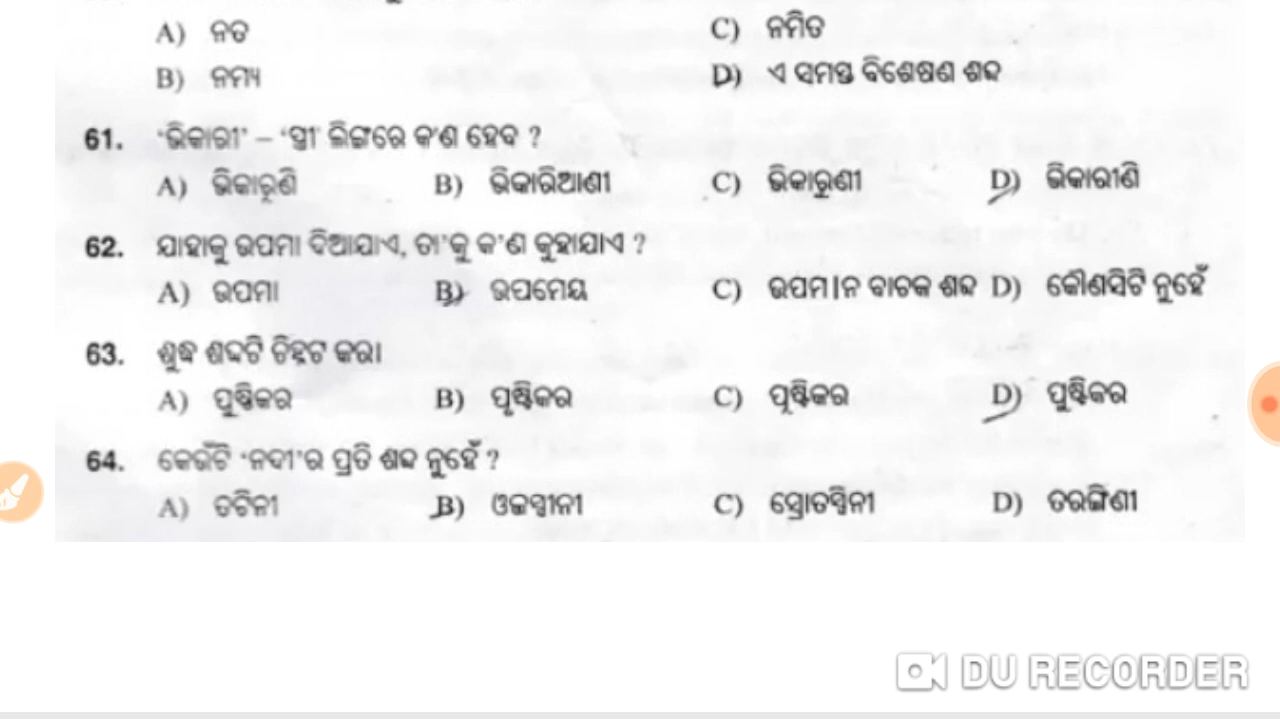 A) ନତ C) ନମିତ
B) ନମ୍ୟ D) ଏ ସମସ୍ତ ବିଶେଷଣ ଶବ୍ଦ
61. 'ଭିକାରୀ' – 'ସ୍ତ୍ରୀ' ଲିଙ୍ଗରେ କ'ଣ ହେବ ?
A) ଭିକାରୁଣି B) ଭିକାରିଆଣୀ C) ଭିକାରୁଣୀ D) ଭିକାରୀଣି
62. ଯାହାକୁ ଉପମା ଦିଆଯାଏ, ତା'କୁ କ'ଣ କୁହାଯାଏ ?
A) ଉପମା B) ଉପମେୟ C) ଉପମାନ ବାଚକ ଶବ୍ଦ D) କୌଣସିଟି ନୁହେଁ
63. ଶୁଦ୍ଧ ଶବ୍ଦଟି ଚିହ୍ନଟ କର।
A) ପୁଷ୍ଟିକର B) ପୃଷ୍ଟିକର C) D) ପୁଷ୍ଟିକର
64. କେଉଁଟି 'ନଦୀ'ର ପ୍ରତି ଶବ୍ଦ ନୁହେଁ ?
A) ତଟିନୀ B) ଓଜସ୍ୱୀନୀ C) ସ୍ରୋତସ୍ୱିନୀ D) ତରଙ୍ଗିଣୀ
DU RECORDER